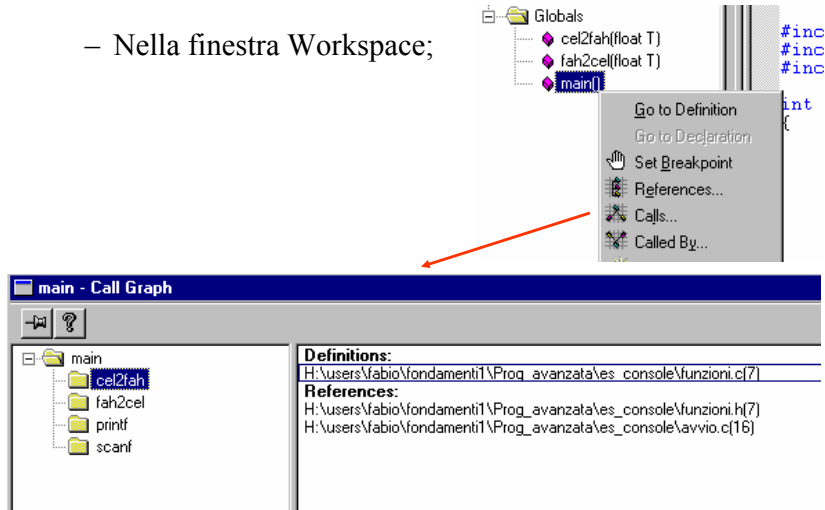 – Nella finestra Workspace;
Globals
cel2fah(float T)
fah2cel(float T)
main()
#inc
#inc
#inc
int
{
Go to Definition
Go to Declaration
Set Breakpoint
References...
Calls...
Called By...
main - Call Graph
main
cel2fah
fah2cel
printf
scanf
Definitions:
H:\users\fabio\fondamenti1\Prog_avanzata\es_console\funzioni.c(7)
References:
H:\users\fabio\fondamenti1\Prog_avanzata\es_console\funzioni.h(7)
H:\users\fabio\fondamenti1\Prog_avanzata\es_console\avvio.c(16)